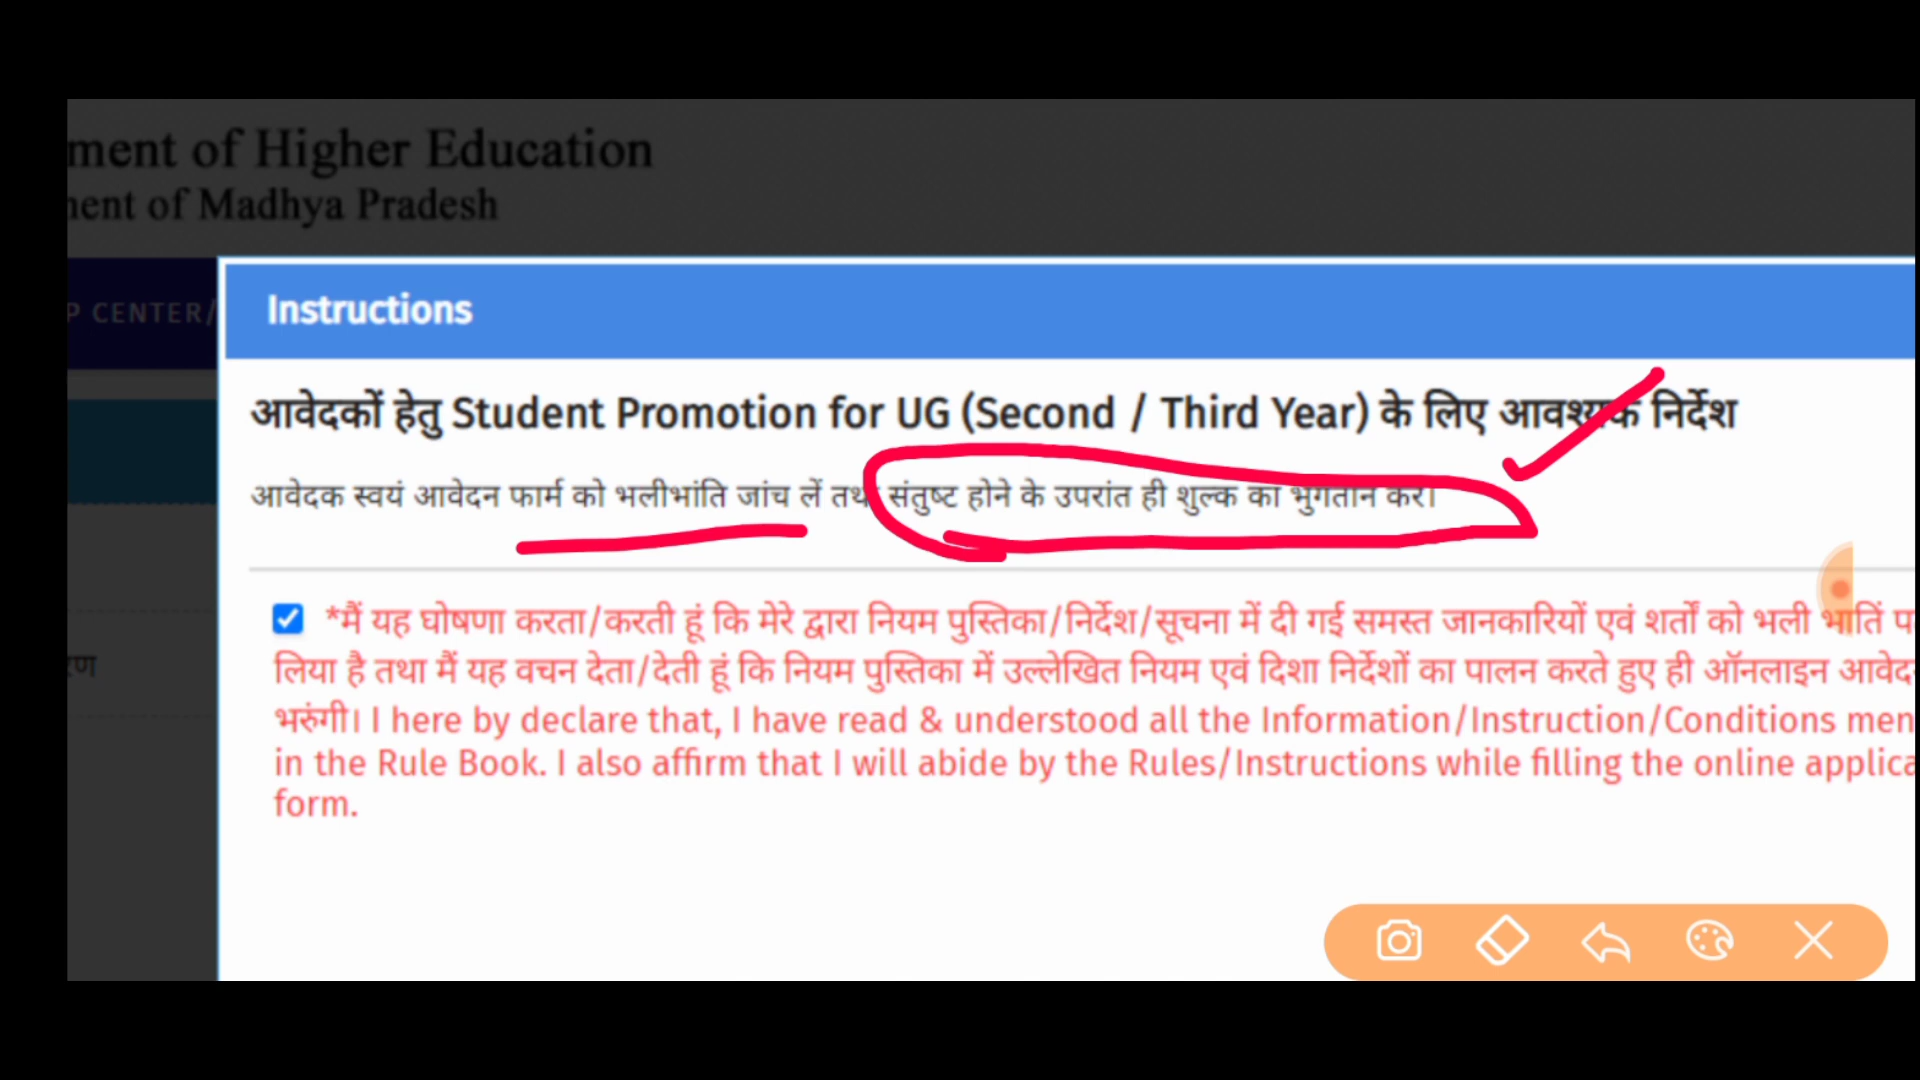 ment of Higher Education
ment of Madhya Pradesh
P CENTER/
Instructions
आवेदकों हेतु Student Promotion for UG (Second / Third Year) के लिए आवश्यक निर्देश
आवेदक स्वयं आवेदन फार्म को भलीभांति जांच लें तथा संतुष्ट होने के उपरांत ही शुल्क का भुगतान करें।
*मैं यह घोषणा करता/करती हूं कि मेरे द्वारा नियम पुस्तिका/निर्देश/सूचना में दी गई समस्त जानकारियों एवं शर्तों को भली भातिं
रण
लिया है तथा मैं यह वचन देता/देती हूं कि नियम पुस्तिका में उल्लेखित नियम एवं दिशा निर्देशों का पालन करते हुए ही ऑनलाइन आवेद
भरुंगी। I here by declare that, I have read & understood all the Information/Instruction/Conditions men
in the Rule Book. I also affirm that I will abide by the Rules/Instructions while filling the online applica
form.